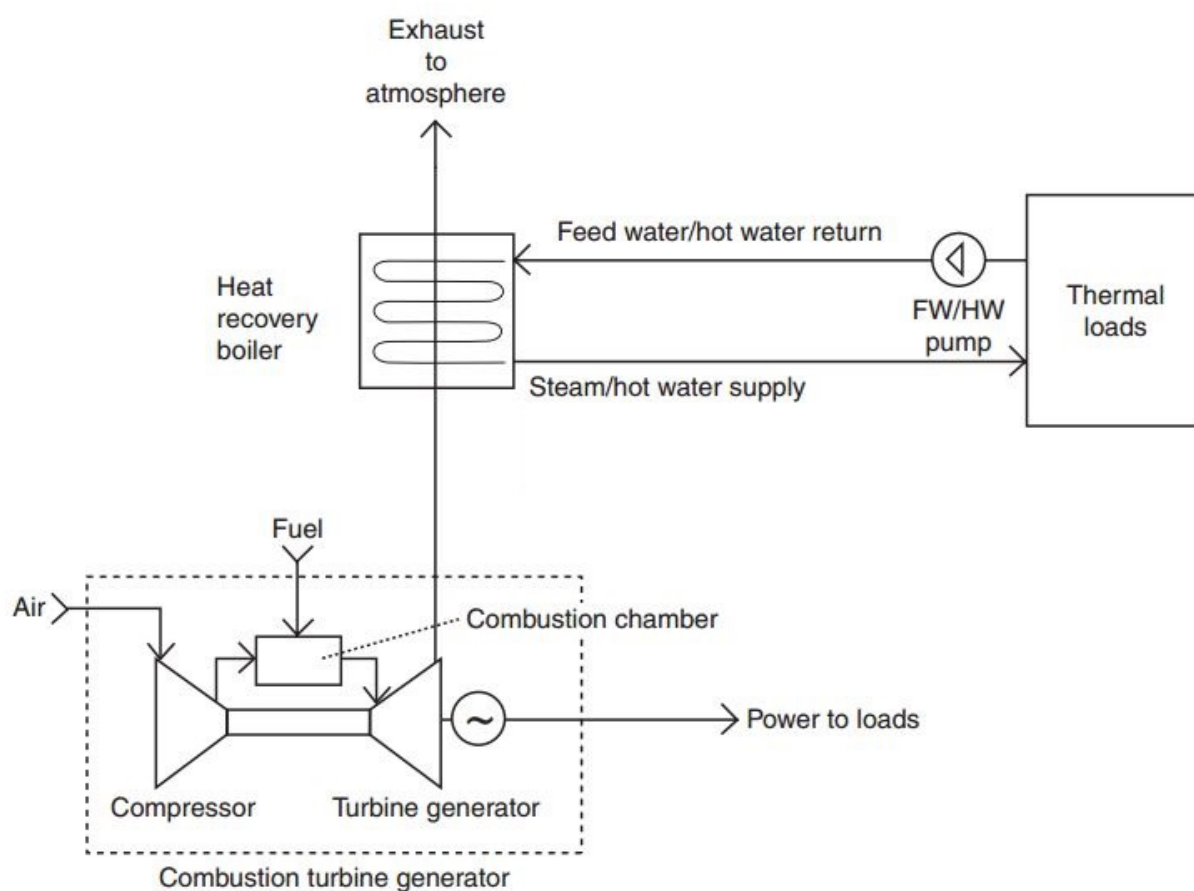 Exhaust
to
atmosphere
Feed water/hot water return
Heat
recovery
boiler
FW/HW
pump
Thermal
loads
Steam/hot water supply
Fuel
Air
Combustion chamber
~
Power to loads
Compressor
Turbine generator
Combustion turbine generator